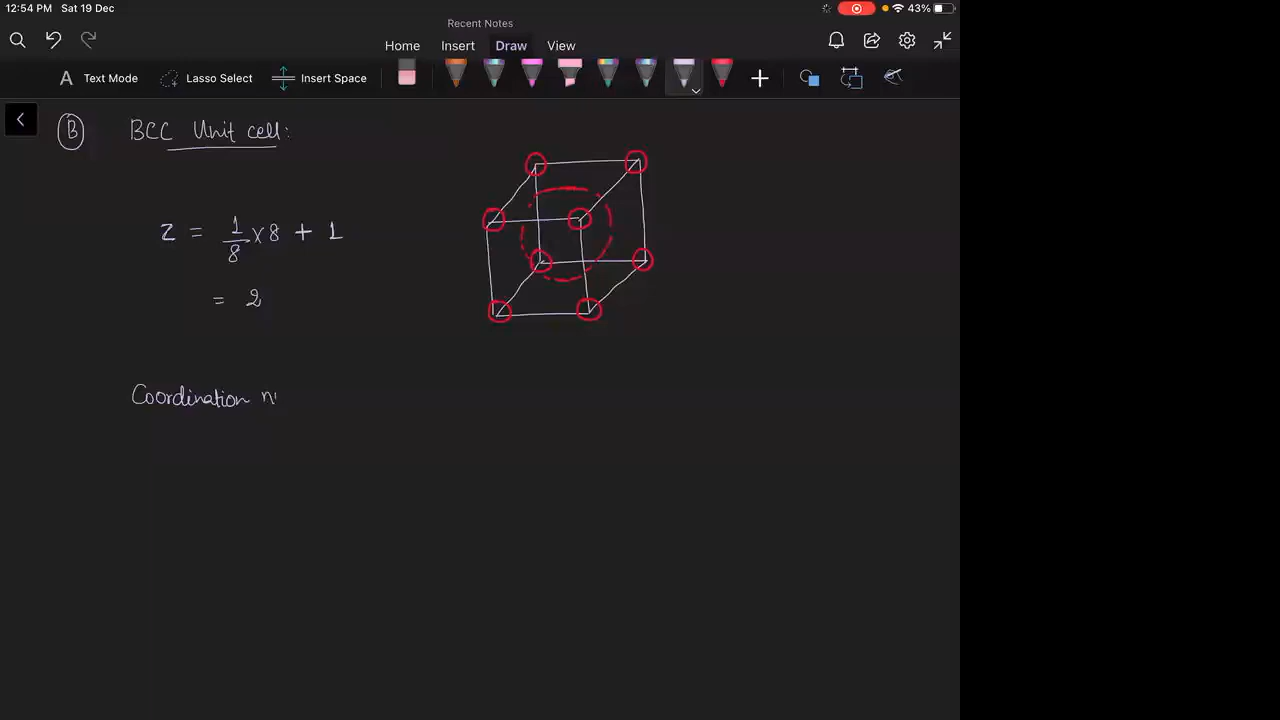 12:54 PM Sat 19 Dec
43%
Recent Notes
Home Insert Draw View
Text Mode Lasso Select Insert Space
B BCC Unit cell:
Z = 1/8 × 8 + 1
= 2
Coordination n